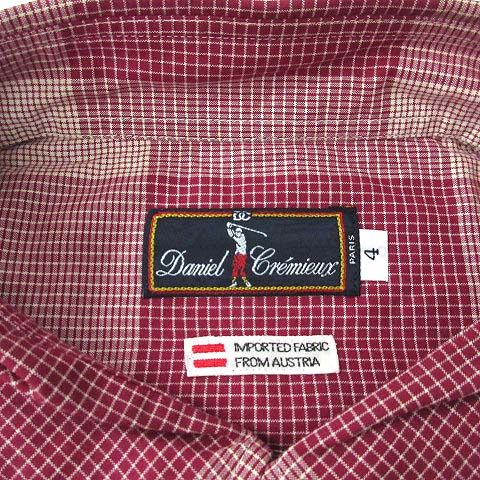 DC
Daniel Crémieux
PARIS
4
IMPORTED FABRIC
FROM AUSTRIA